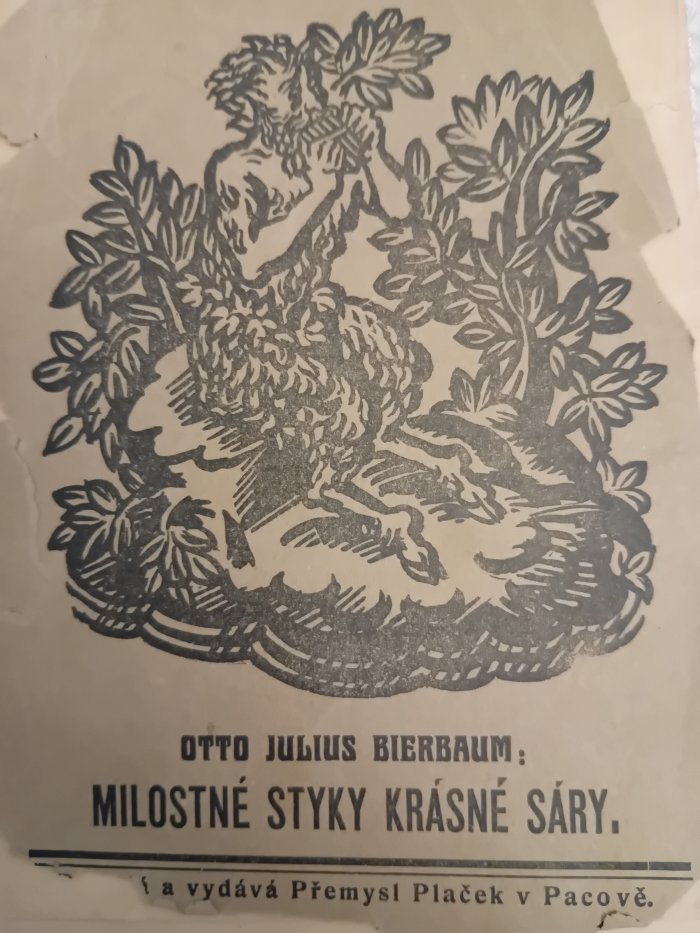 OTTO JULIUS BIERBAUM:
MILOSTNÉ STYKY KRÁSNÉ SÁRY.
a vydává Přemysl Plaček v Pacově.